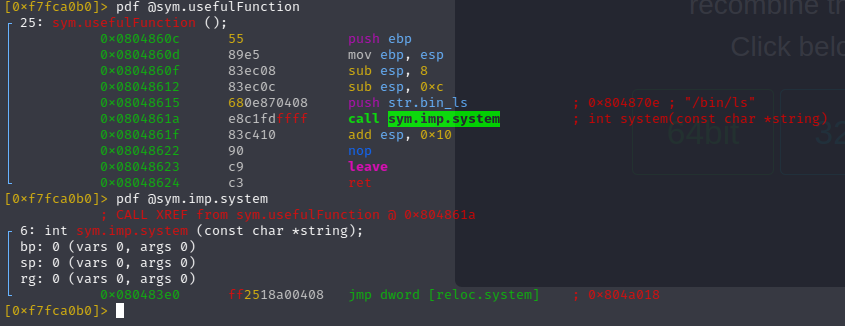 [0×f7fca0b0]> pdf @sym.usefulFunction
recombine th
25: sym.usefulFunction ();
0×0804860c 55 push ebp
Click belo
0×0804860d 89e5 mov ebp, esp
0×0804860f 83ec08 sub esp, 8
0×08048612 83ec0c sub esp, 0×c
0×08048615 680e870408 push str.bin_ls ; 0×804870e ; "/bin/ls"
0×0804861a e8c1fdffff call sym.imp.system ; int system(const char *string)
64bit 32
0×0804861f 83c410 add esp, 0×10
0×08048622 90 nop
0×08048623 c9 leave
0×08048624 c3 ret
[0×f7fca0b0]> pdf @sym.imp.system
; CALL XREF from sym.usefulFunction @ 0×804861a
6: int sym.imp.system (const char *string);
bp: 0 (vars 0, args 0)
sp: 0 (vars 0, args 0)
rg: 0 (vars 0, args 0)
0×080483e0 ff2518a00408 jmp dword [reloc.system] ; 0×804a018
[0×f7fca0b0]>